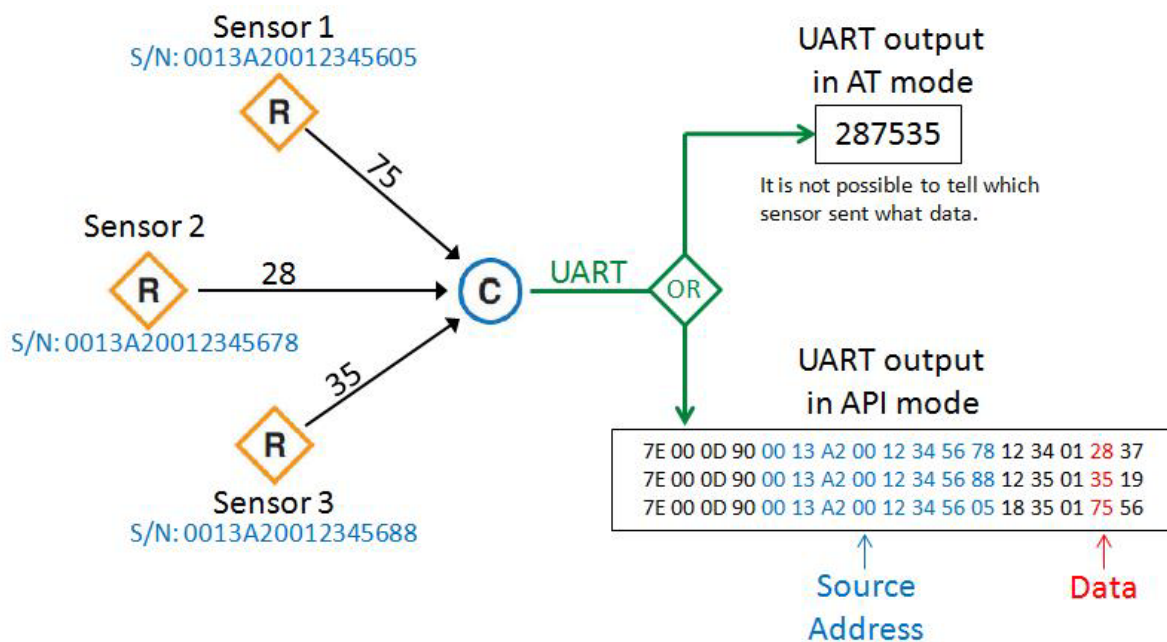 Sensor 1
S/N: 0013A20012345605
R
75
Sensor 2
R
28
S/N: 0013A20012345678
35
R
Sensor 3
S/N: 0013A20012345688
C
UART
OR
UART output
in AT mode
287535
It is not possible to tell which
sensor sent what data.
UART output
in API mode
7E 00 0D 90 00 13 A2 00 12 34 56 78 12 34 01 28 37
7E 00 0D 90 00 13 A2 00 12 34 56 88 12 35 01 35 19
7E 00 0D 90 00 13 A2 00 12 34 56 05 18 35 01 75 56
Source
Address
Data